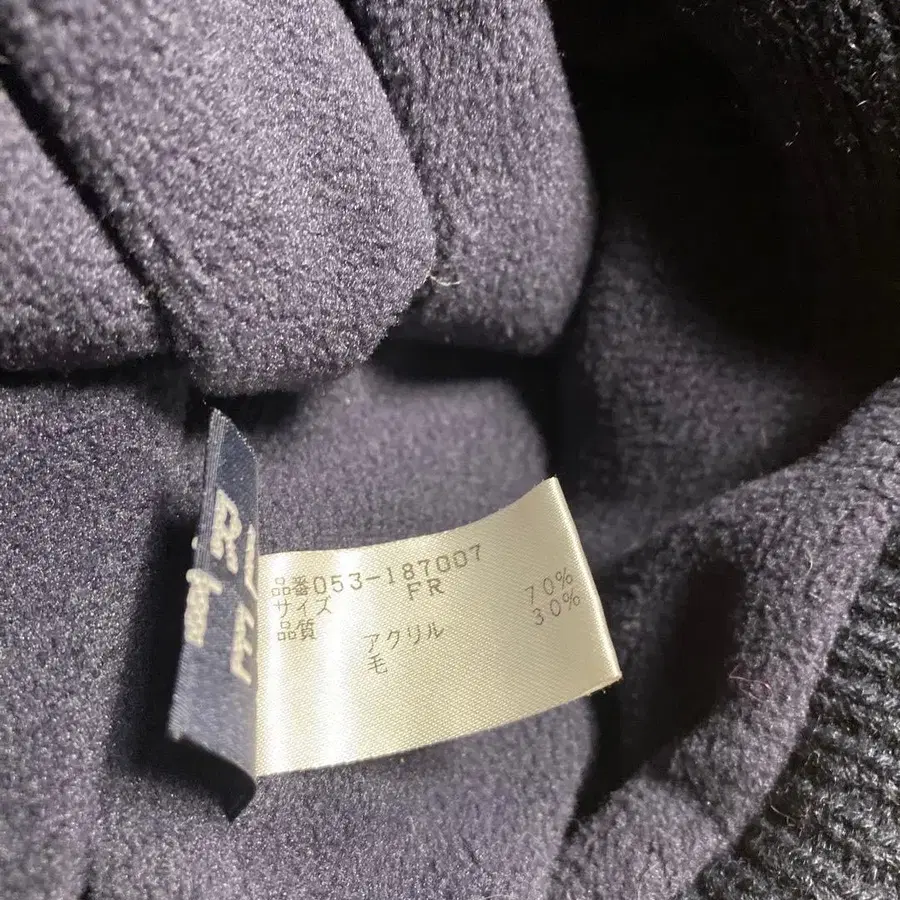 品番053-187007
サイズ FR
品質
アクリル 70%
毛 30%